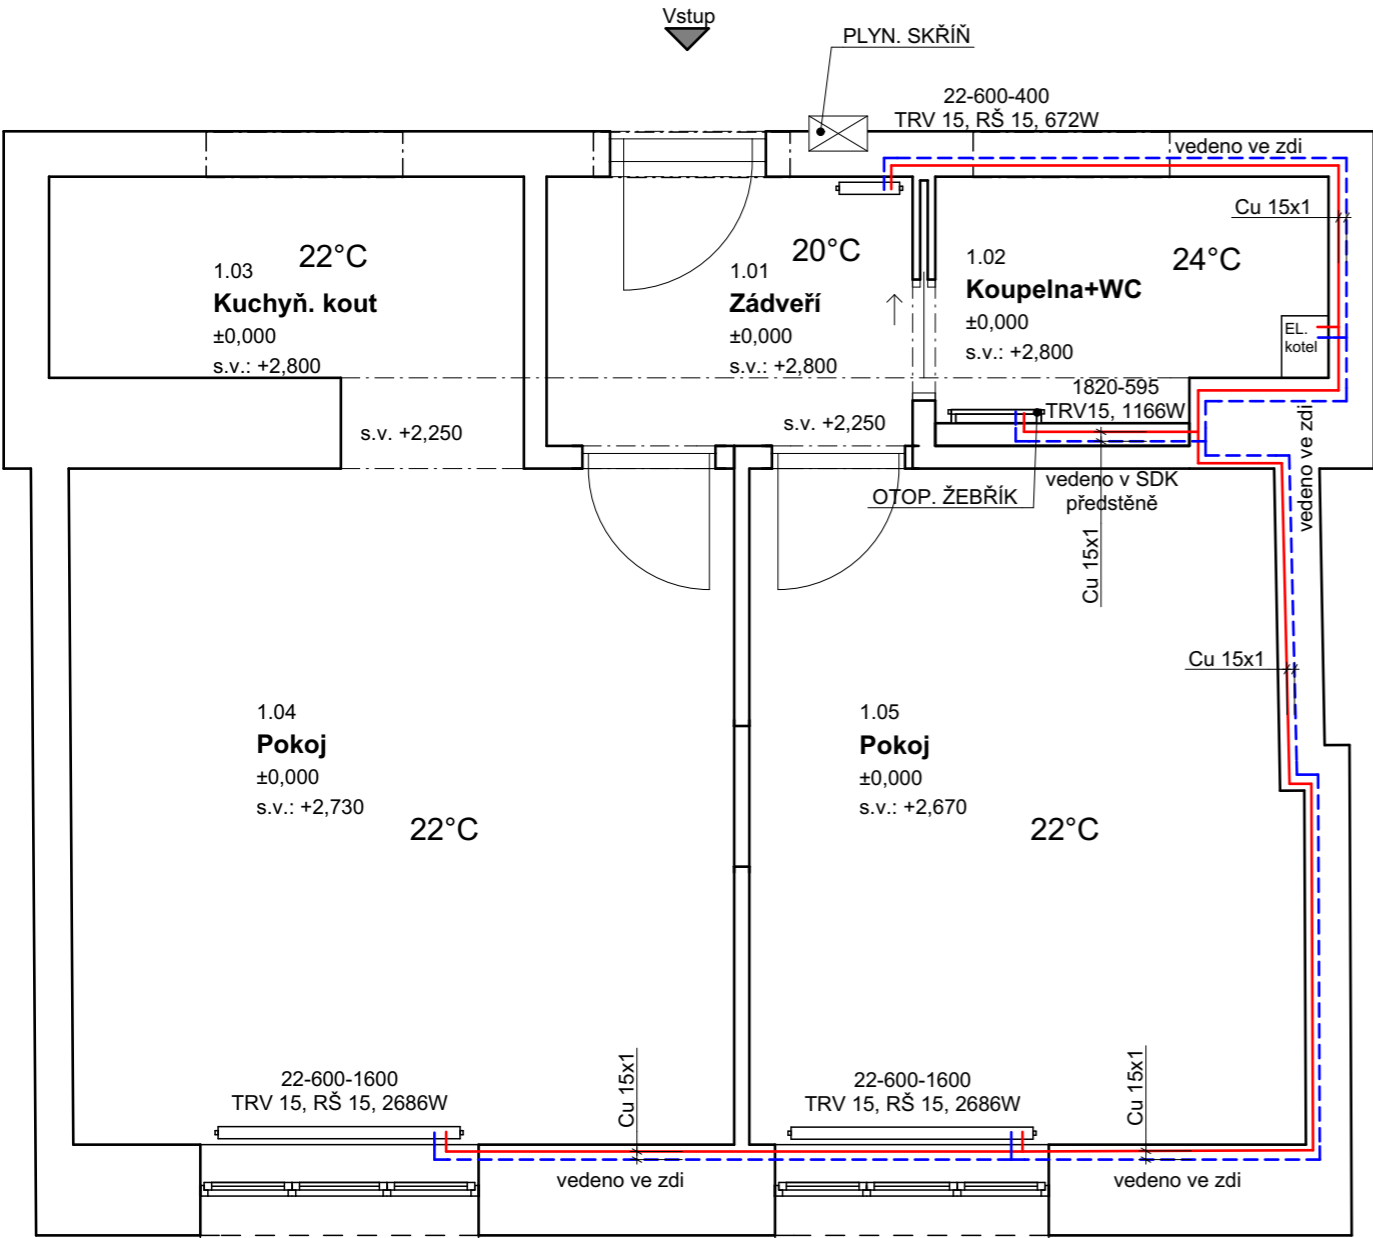 Vstup
PLYN. SKŘÍŇ
22-600-400
TRV 15, RŠ 15, 672W
vedeno ve zdi
Cu 15x1
22°C
1.03
Kuchyň. kout
±0,000
s.v.: +2,800
20°C
1.01
Zádveří
±0,000
s.v.: +2,800
24°C
1.02
Koupelna+WC
±0,000
s.v.: +2,800
EL.
kotel
1820-595
TRV15, 1166W
s.v. +2,250
s.v. +2,250
OTOP. ŽEBŘÍK
vedeno v SDK
předstěně
vedeno ve zdi
Cu 15x1
Cu 15x1
1.04
Pokoj
±0,000
s.v.: +2,730
22°C
1.05
Pokoj
±0,000
s.v.: +2,670
22°C
22-600-1600
TRV 15, RŠ 15, 2686W
Cu 15x1
22-600-1600
TRV 15, RŠ 15, 2686W
Cu 15x1
vedeno ve zdi
vedeno ve zdi